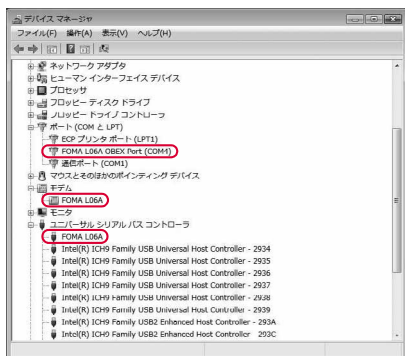 デバイス マネージャ
ファイル(F) 操作(A) 表示(V) ヘルプ(H)
ネットワーク アダプタ
ヒューマン インターフェイス デバイス
プロセッサ
フロッピー ディスク ドライブ
フロッピー ドライブ コントローラ
ポート (COM と LPT)
ECP プリンタ ポート (LPT1)
FOMA L06A OBEX Port (COM4)
通信ポート (COM1)
マウスとそのほかのポインティング デバイス
モデム
FOMA L06A
モニタ
ユニバーサル シリアル バス コントローラ
FOMA L06A
Intel(R) ICH9 Family USB Universal Host Controller - 2934
Intel(R) ICH9 Family USB Universal Host Controller - 2935
Intel(R) ICH9 Family USB Universal Host Controller - 2936
Intel(R) ICH9 Family USB Universal Host Controller - 2937
Intel(R) ICH9 Family USB Universal Host Controller - 2938
Intel(R) ICH9 Family USB Universal Host Controller - 2939
Intel(R) ICH9 Family USB2 Enhanced Host Controller - 293A
Intel(R) ICH9 Family USB2 Enhanced Host Controller - 293C